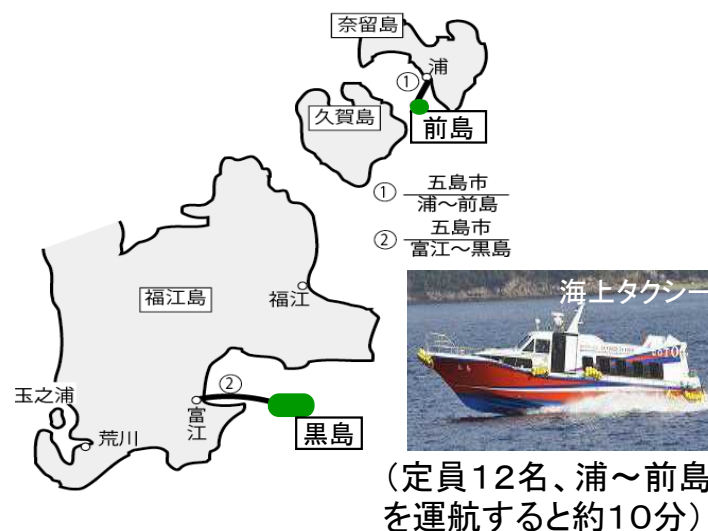 奈留島
浦
①
久賀島
前島
① 五島市
浦～前島
② 五島市
富江～黒島
福江島
福江
海上タクシー
②
玉之浦
富江
荒川
黒島
（定員１２名、浦～前島
を運航すると約１０分）